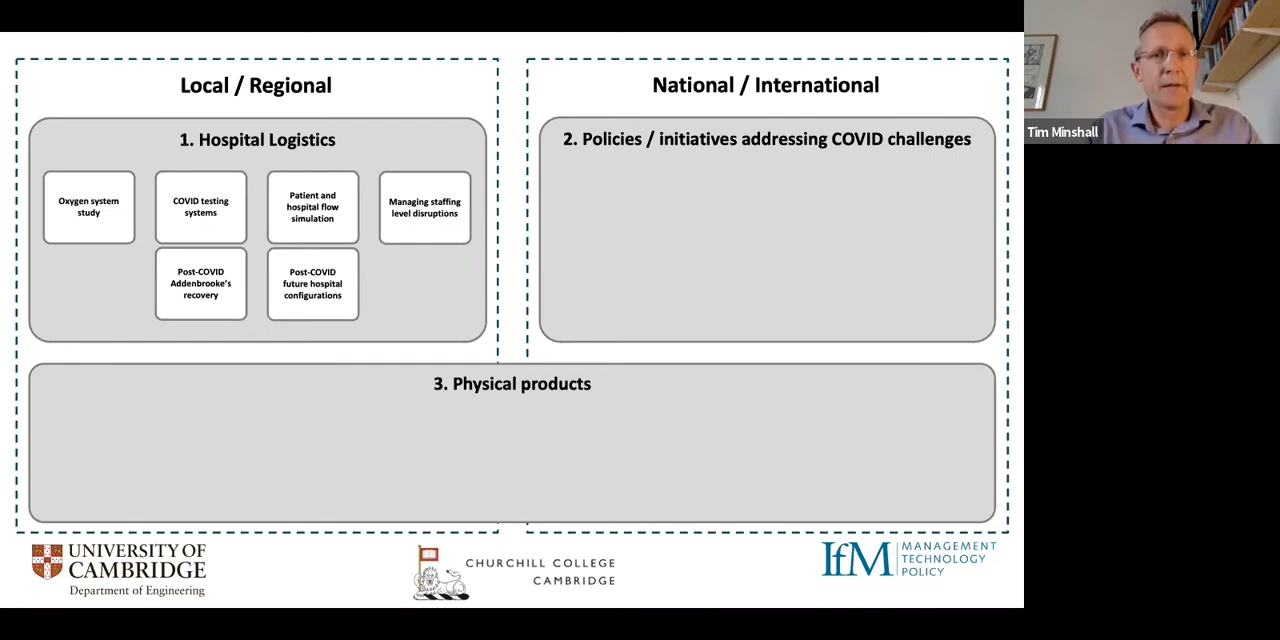 Local / Regional
National / International
1. Hospital Logistics
2. Policies / initiatives addressing COVID challenges
Oxygen system
study
COVID testing
systems
Patient and
hospital flow
simulation
Managing staffing
level disruptions
Post-COVID
Addenbrooke's
recovery
Post-COVID
future hospital
configurations
3. Physical products
UNIVERSITY OF
CAMBRIDGE
Department of Engineering
CHURCHILL COLLEGE
CAMBRIDGE
IfM
MANAGEMENT
TECHNOLOGY
POLICY
Tim Minshall